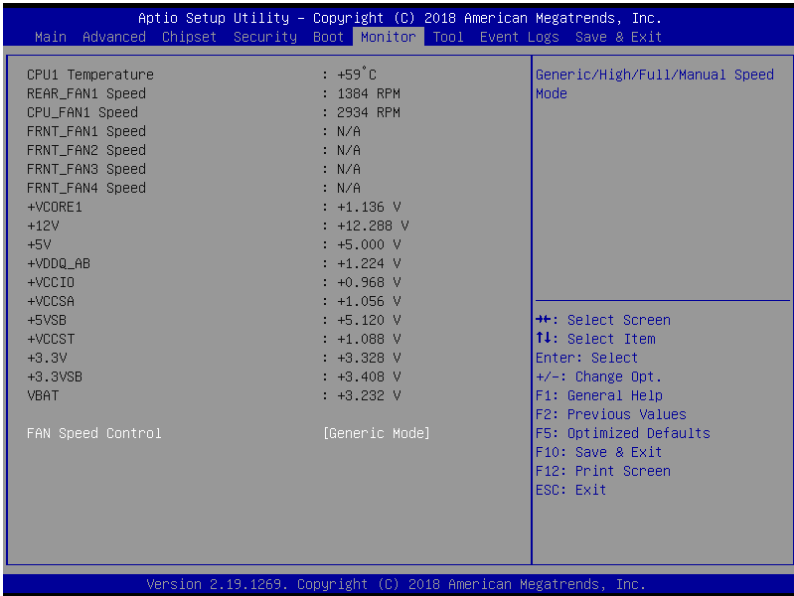 Aptio Setup Utility – Copyright (C) 2018 American Megatrends, Inc.
Main Advanced Chipset Security Boot Monitor Tool Event Logs Save & Exit
CPU1 Temperature : +59°C
REAR_FAN1 Speed : 1384 RPM
CPU_FAN1 Speed : 2934 RPM
FRNT_FAN1 Speed : N/A
FRNT_FAN2 Speed : N/A
FRNT_FAN3 Speed : N/A
FRNT_FAN4 Speed : N/A
+VCORE1 : +1.136 V
+12V : +12.288 V
+5V : +5.000 V
+VDDQ_AB : +1.224 V
+VCCIO : +0.968 V
+VCCSA : +1.056 V
+5VSB : +5.120 V
+VCCST : +1.088 V
+3.3V : +3.328 V
+3.3VSB : +3.408 V
VBAT : +3.232 V
FAN Speed Control [Generic Mode]
Generic/High/Full/Manual Speed
Mode
→←: Select Screen
↑↓: Select Item
Enter: Select
+/-: Change Opt.
F1: General Help
F2: Previous Values
F5: Optimized Defaults
F10: Save & Exit
F12: Print Screen
ESC: Exit
Version 2.19.1269. Copyright (C) 2018 American Megatrends, Inc.